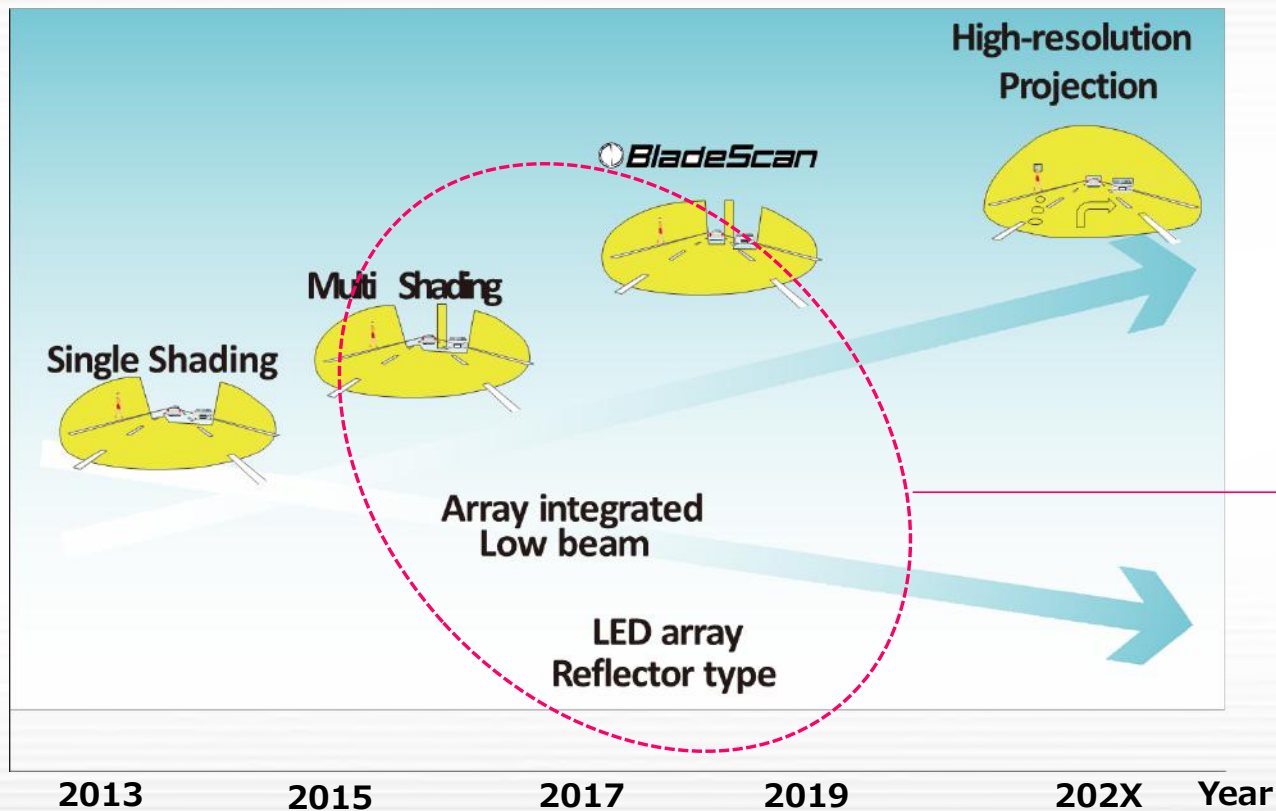 High-resolution
Projection
BladeScan
Multi Shading
Single Shading
Array integrated
Low beam
LED array
Reflector type
2013 2015 2017 2019 202X Year